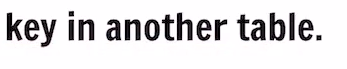 key in another table.